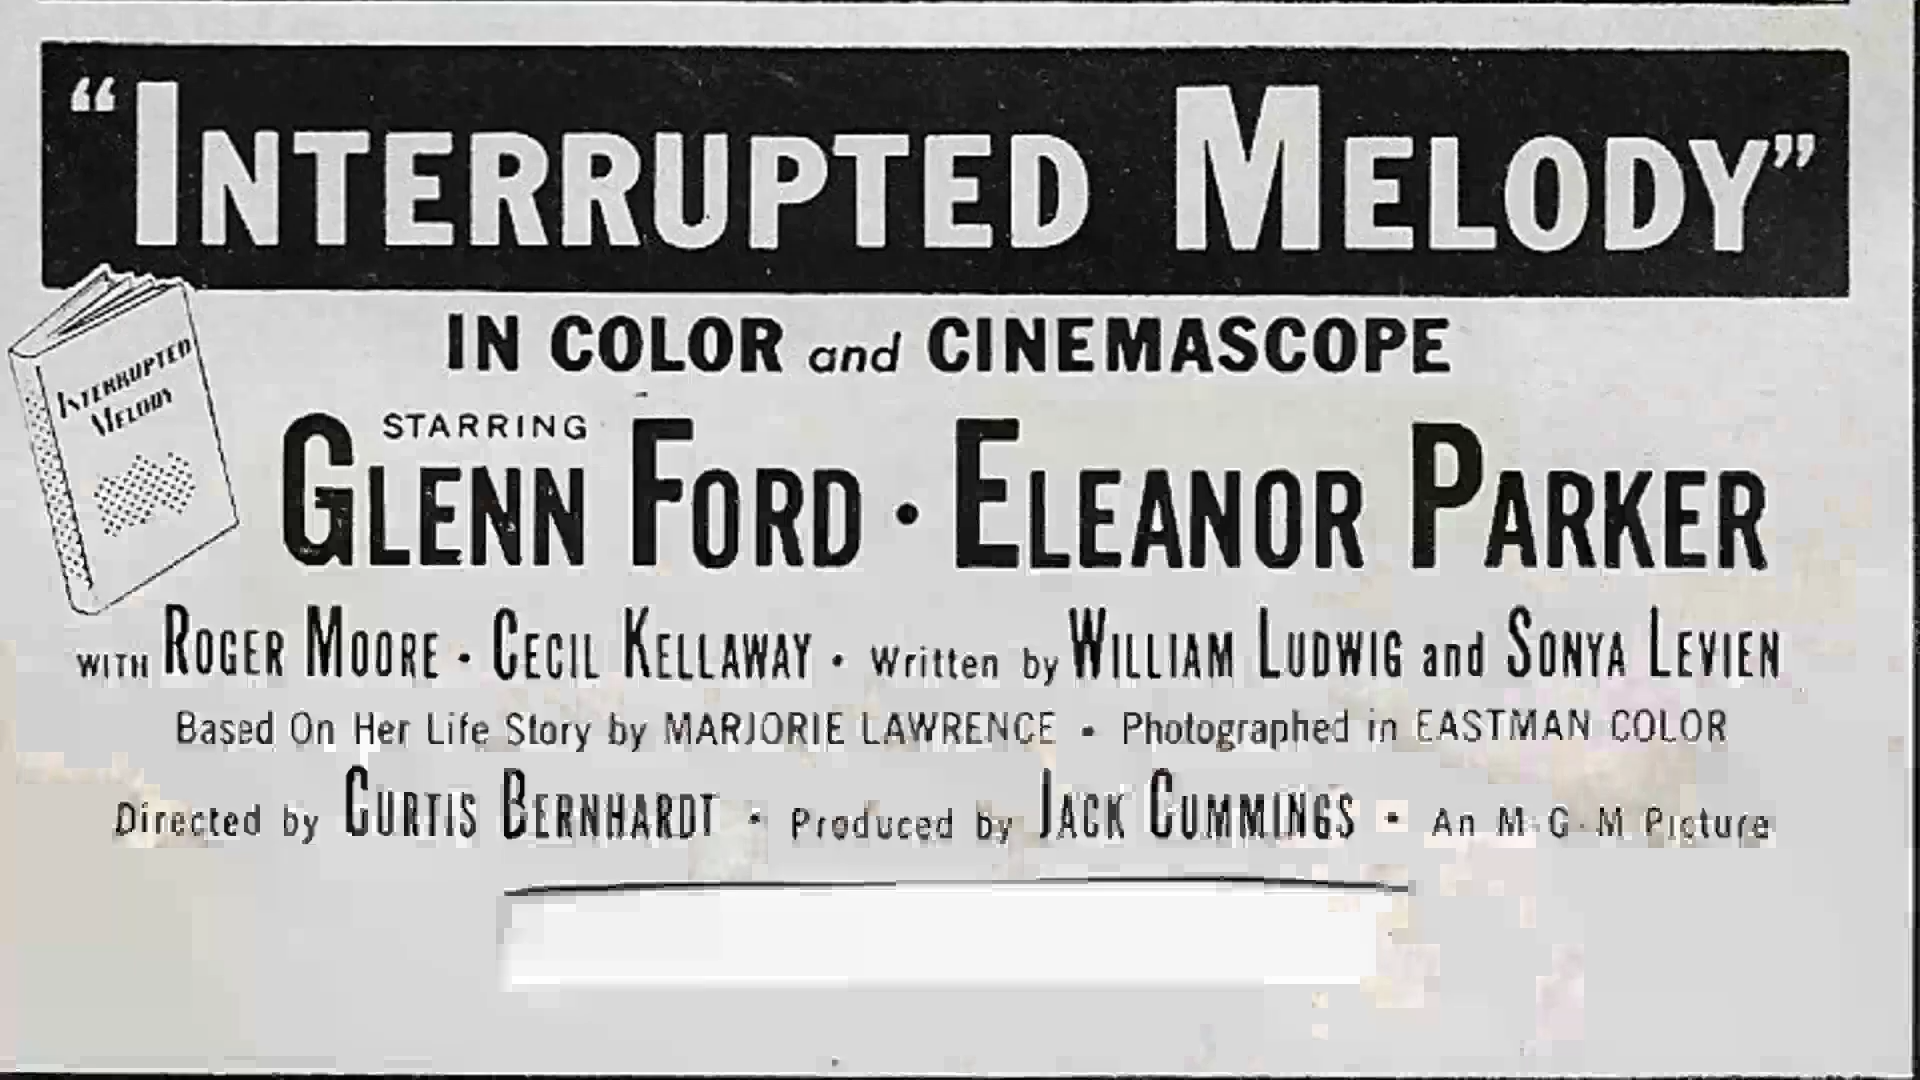 “INTERRUPTED MELODY”
IN COLOR and CINEMASCOPE
INTERRUPTED
MELODY
STARRING
GLENN FORD • ELEANOR PARKER
WITH ROGER MOORE • CECIL KELLAWAY • Written by WILLIAM LUDWIG and SONYA LEVIEN
Based On Her Life Story by MARJORIE LAWRENCE • Photographed in EASTMAN COLOR
Directed by CURTIS BERNHARDT • Produced by JACK CUMMINGS • An M-G-M Picture